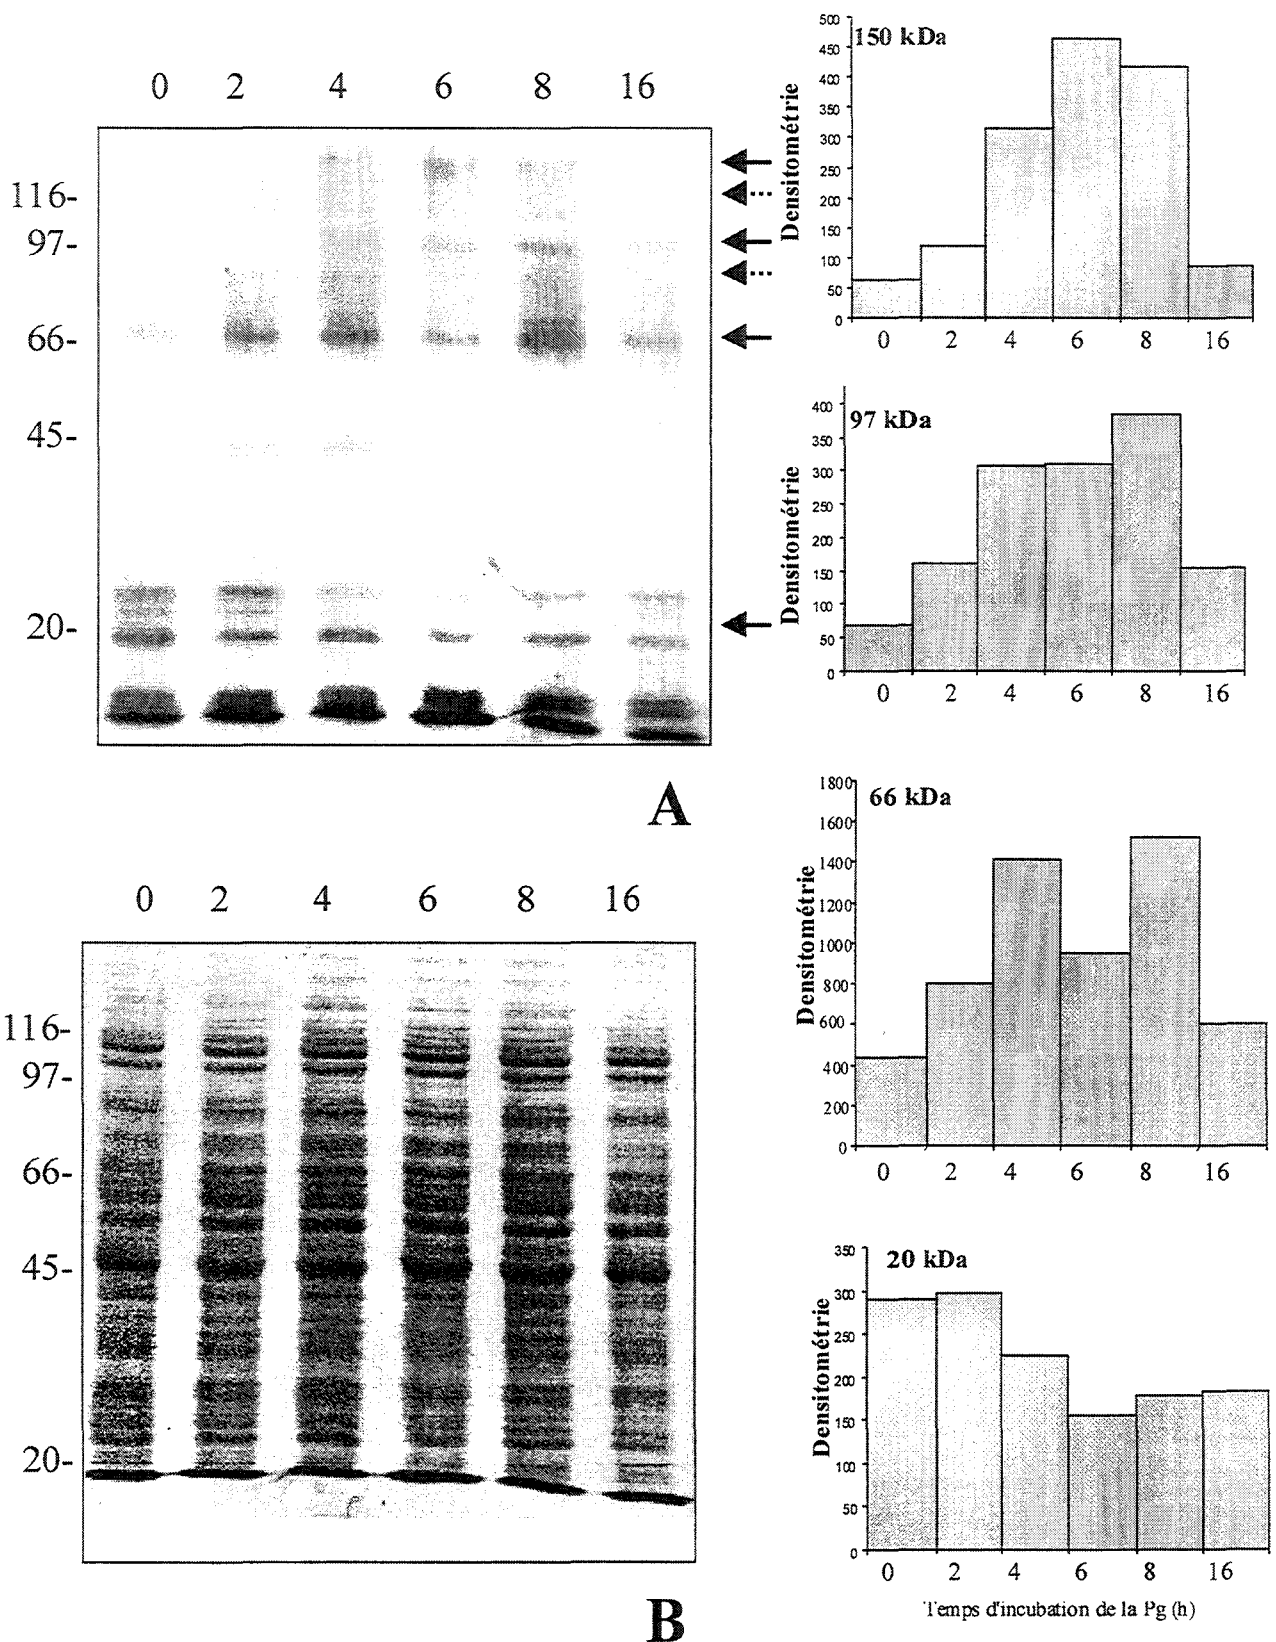 0 2 4 6 8 16
116-
97-
66-
45-
20-
A
0 2 4 6 8 16
116-
97-
66-
45-
20-
B
150 kDa
Densitométrie
500
450
400
350
300
250
200
150
100
50
0
0 2 4 6 8 16
97 kDa
Densitométrie
400
350
300
250
200
150
100
50
0
0 2 4 6 8 16
66 kDa
Densitométrie
1800
1600
1400
1200
1000
800
600
400
200
0
0 2 4 6 8 16
20 kDa
Densitométrie
350
300
250
200
150
100
50
0
0 2 4 6 8 16
Temps d'incubation de la Pg (h)